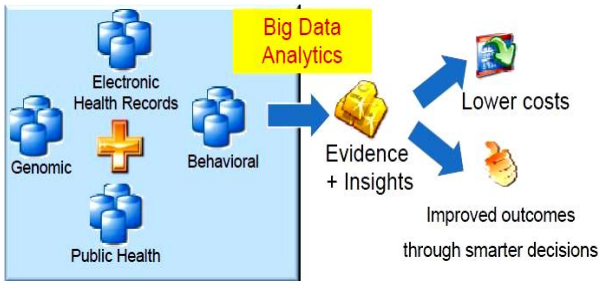 Big Data
Analytics
Electronic
Health Records
Genomic
Behavioral
Public Health
Evidence
+ Insights
Lower costs
Improved outcomes
through smarter decisions